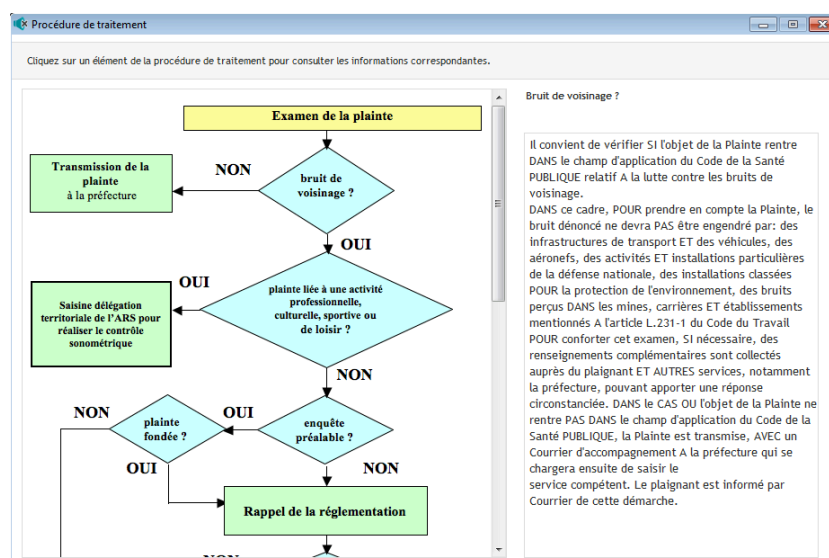 Procédure de traitement
Cliquez sur un élément de la procédure de traitement pour consulter les informations correspondantes.
Examen de la plainte
Transmission de la
plainte
à la préfecture
NON
bruit de
voisinage ?
OUI
OUI
Saisine délégation
territoriale de l'ARS pour
réaliser le contrôle
sonométrique
plainte liée à une activité
professionnelle,
culturelle, sportive ou
de loisir ?
NON
NON
plainte
fondée ?
OUI
enquête
préalable ?
OUI
NON
Rappel de la réglementation
NON
Bruit de voisinage ?
Il convient de vérifier SI l'objet de la Plainte rentre
DANS le champ d'application du Code de la Santé
PUBLIQUE relatif A la lutte contre les bruits de
voisinage.
DANS ce cadre, POUR prendre en compte la Plainte, le
bruit dénoncé ne devra PAS être engendré par: des
infrastructures de transport ET des véhicules, des
aéronefs, des activités ET installations particulières
de la défense nationale, des installations classées
POUR la protection de l'environnement, des bruits
perçus DANS les mines, carrières ET établissements
mentionnés A l'article L.231-1 du Code du Travail
POUR conforter cet examen, SI nécessaire, des
renseignements complémentaires sont collectés
auprès du plaignant ET AUTRES services, notamment
la préfecture, pouvant apporter une réponse
circonstanciée. DANS le CAS OU l'objet de la Plainte ne
rentre PAS DANS le champ d'application du Code de la
Santé PUBLIQUE, la Plainte est transmise, AVEC un
Courrier d'accompagnement A la préfecture qui se
chargera ensuite de saisir le
service compétent. Le plaignant est informé par
Courrier de cette démarche.